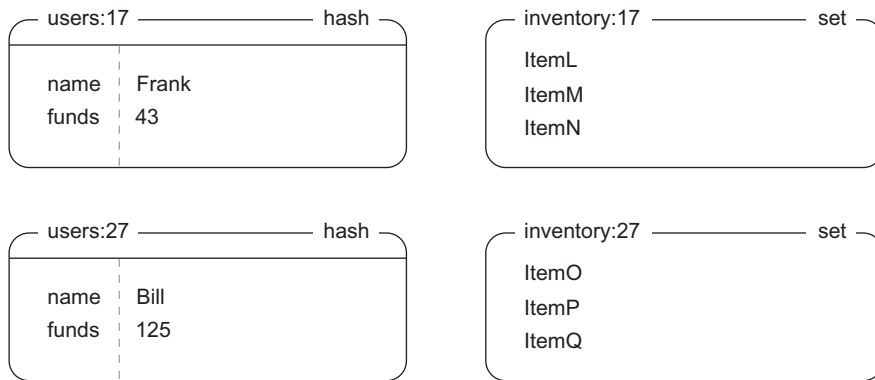 users:17 hash
name Frank
funds 43
inventory:17 set
ItemL
ItemM
ItemN
users:27 hash
name Bill
funds 125
inventory:27 set
ItemO
ItemP
ItemQ